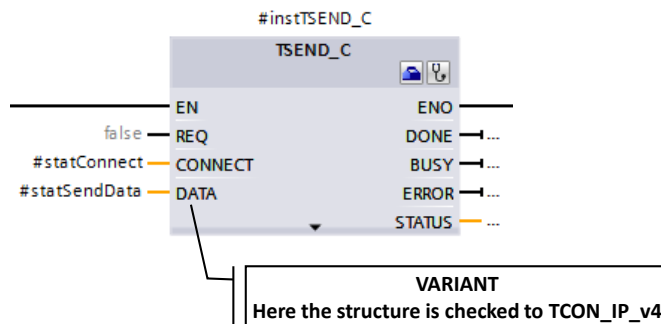 #instTSEND_C
TSEND_C
EN ENO
false REQ DONE ...
#statConnect CONNECT BUSY ...
#statSendData DATA ERROR ...
STATUS ...
VARIANT
Here the structure is checked to TCON_IP_v4